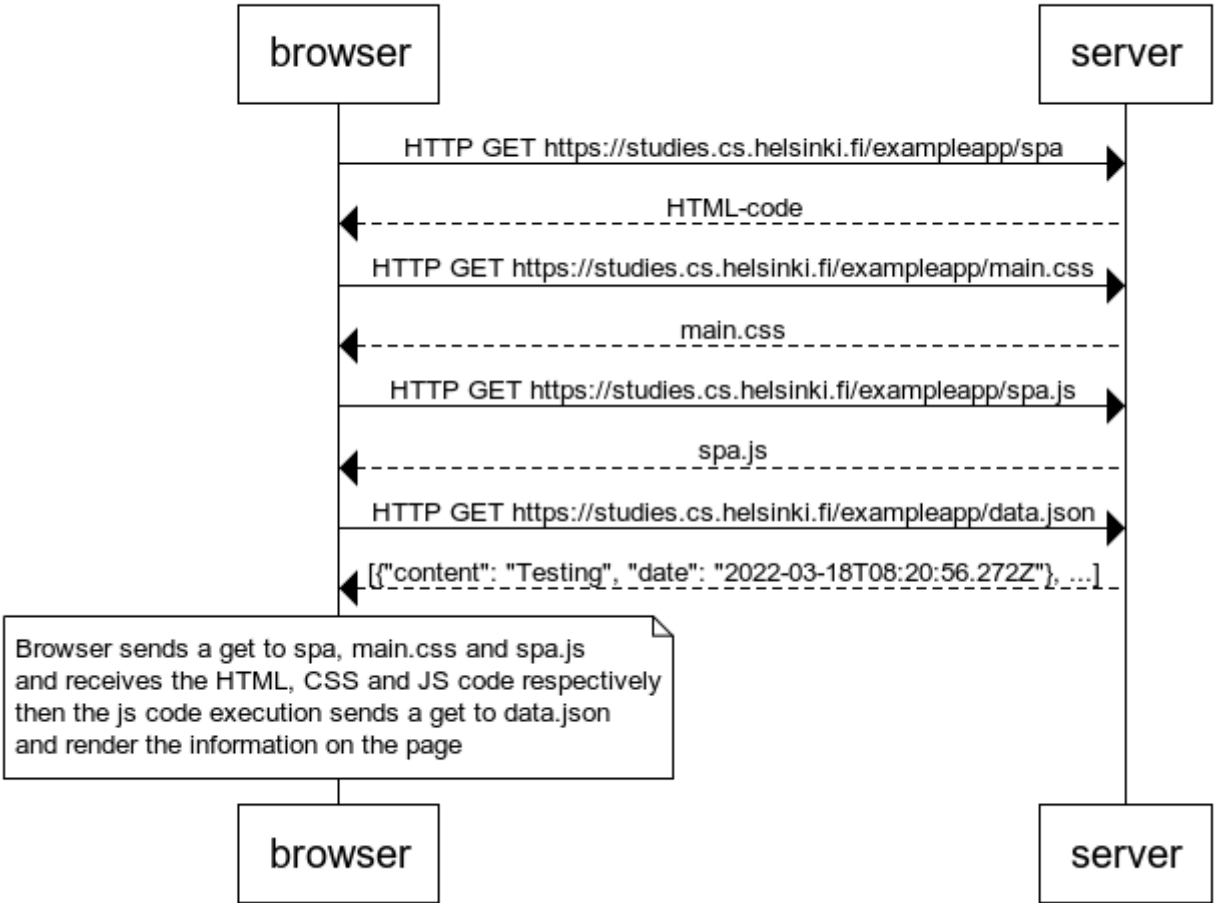 browser
server
HTTP GET https://studies.cs.helsinki.fi/exampleapp/spa
HTML-code
HTTP GET https://studies.cs.helsinki.fi/exampleapp/main.css
main.css
HTTP GET https://studies.cs.helsinki.fi/exampleapp/spa.js
spa.js
HTTP GET https://studies.cs.helsinki.fi/exampleapp/data.json
[{"content": "Testing", "date": "2022-03-18T08:20:56.272Z"}, ...]
Browser sends a get to spa, main.css and spa.js
and receives the HTML, CSS and JS code respectively
then the js code execution sends a get to data.json
and render the information on the page
browser
server